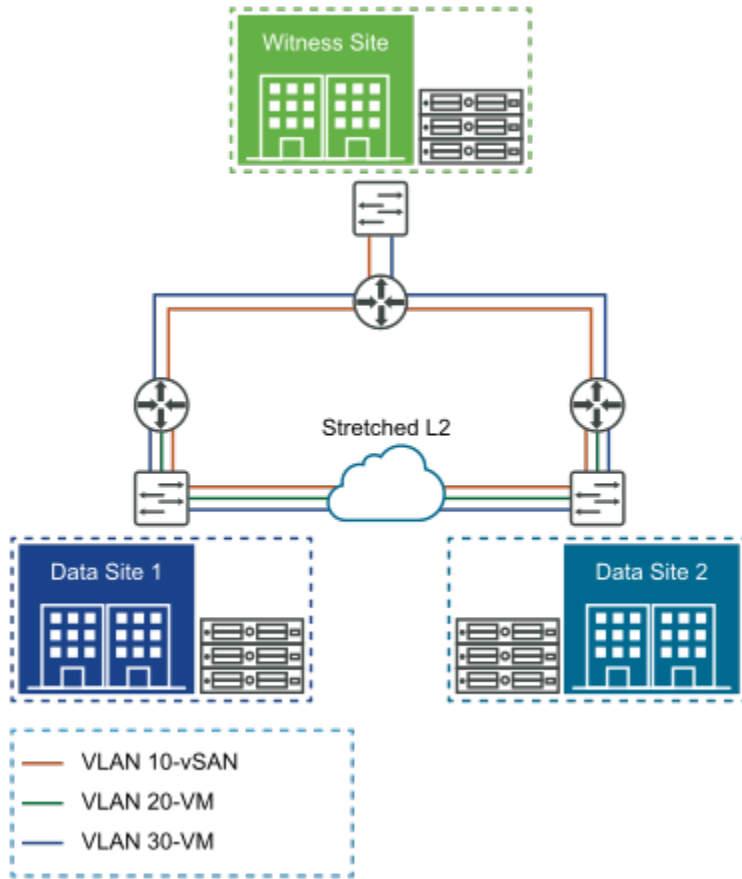 Witness Site
Stretched L2
Data Site 1
Data Site 2
VLAN 10-vSAN
VLAN 20-VM
VLAN 30-VM